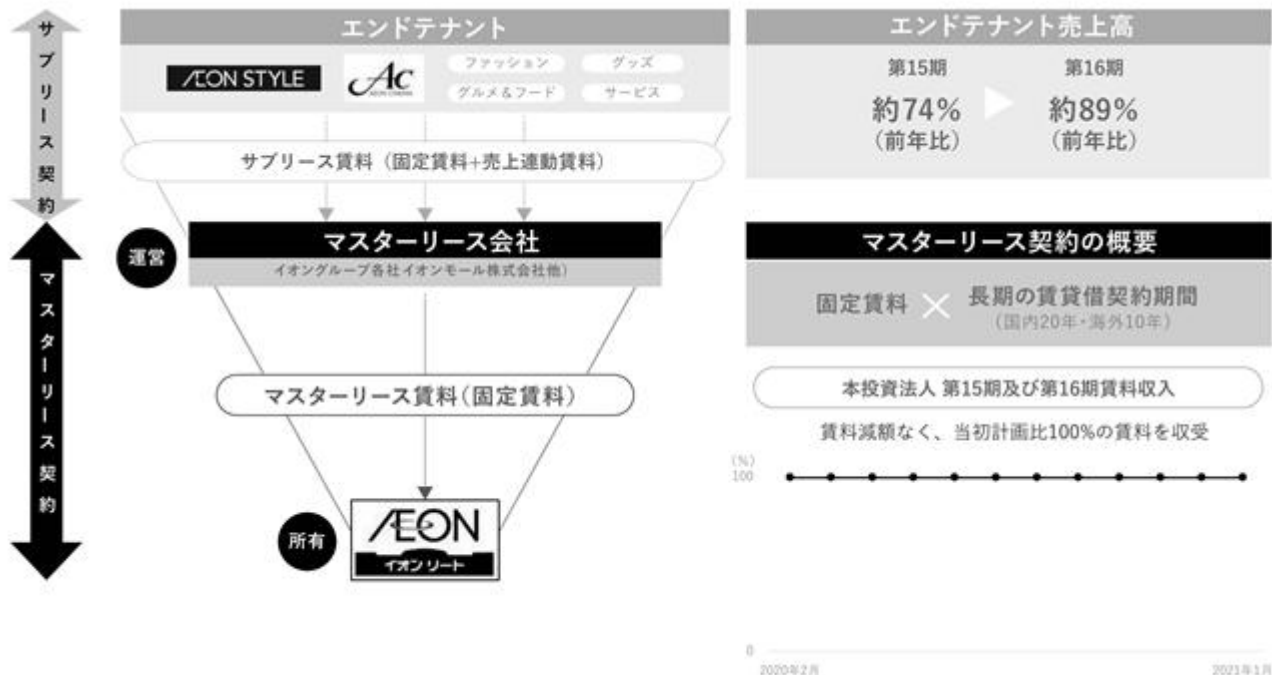 サブリース契約
マスターリース契約
エンドテナント
ÆON STYLE
AC
AEON CINEMA
ファッション
グッズ
グルメ&フード
サービス
サブリース賃料（固定賃料+売上連動賃料）
運営
マスターリース会社
イオングループ各社イオンモール株式会社他）
マスターリース賃料(固定賃料)
所有
ÆON
イオン リート
エンドテナント売上高
第15期
第16期
約74%
約89%
(前年比)
(前年比)
マスターリース契約の概要
固定賃料
長期の賃貸借契約期間
（国内20年・海外10年）
本投資法人 第15期及び第16期賃料収入
賃料減額なく、当初計画比100%の賃料を収受
(%)
100
0
2020年2月
2021年1月